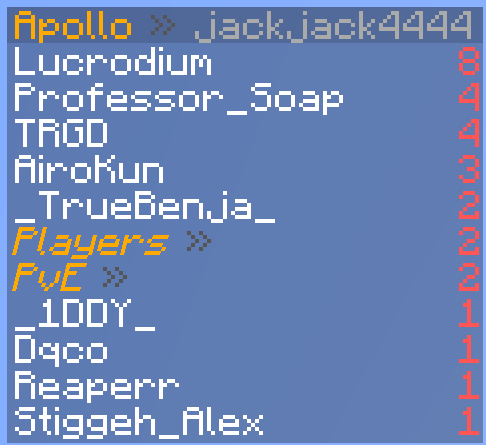 Apollo » jackjack4444
Lucrodium 8
Professor_Soap 4
TRGD 4
AiroKun 3
_TrueBenja_ 2
Players » 2
PvE » 2
_1DDY_ 1
Dqco 1
Reaperr 1
Stiggeh_Alex 1